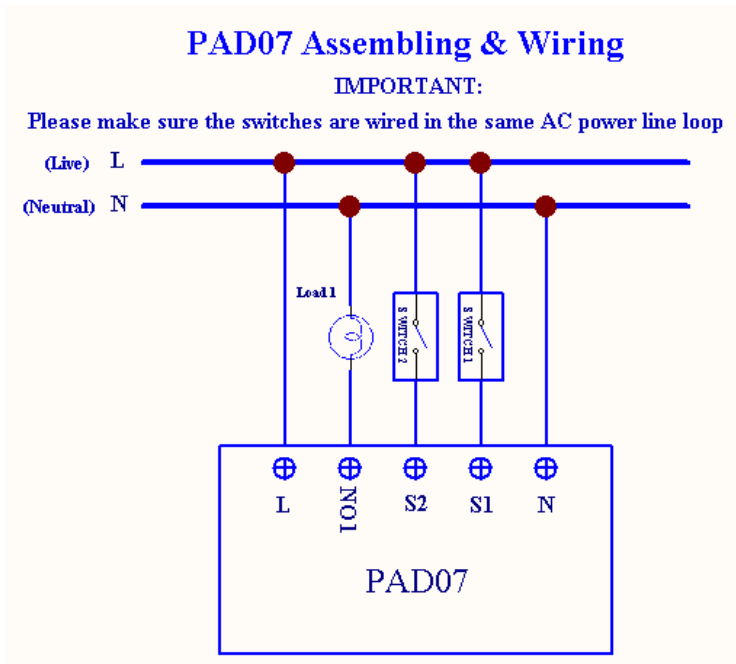 PAD07 Assembling & Wiring
IMPORTANT:
Please make sure the switches are wired in the same AC power line loop
(Live) L
(Neutral) N
Load 1
SWITCH 2
SWITCH 1
L
NO1
S2
S1
N
PAD07